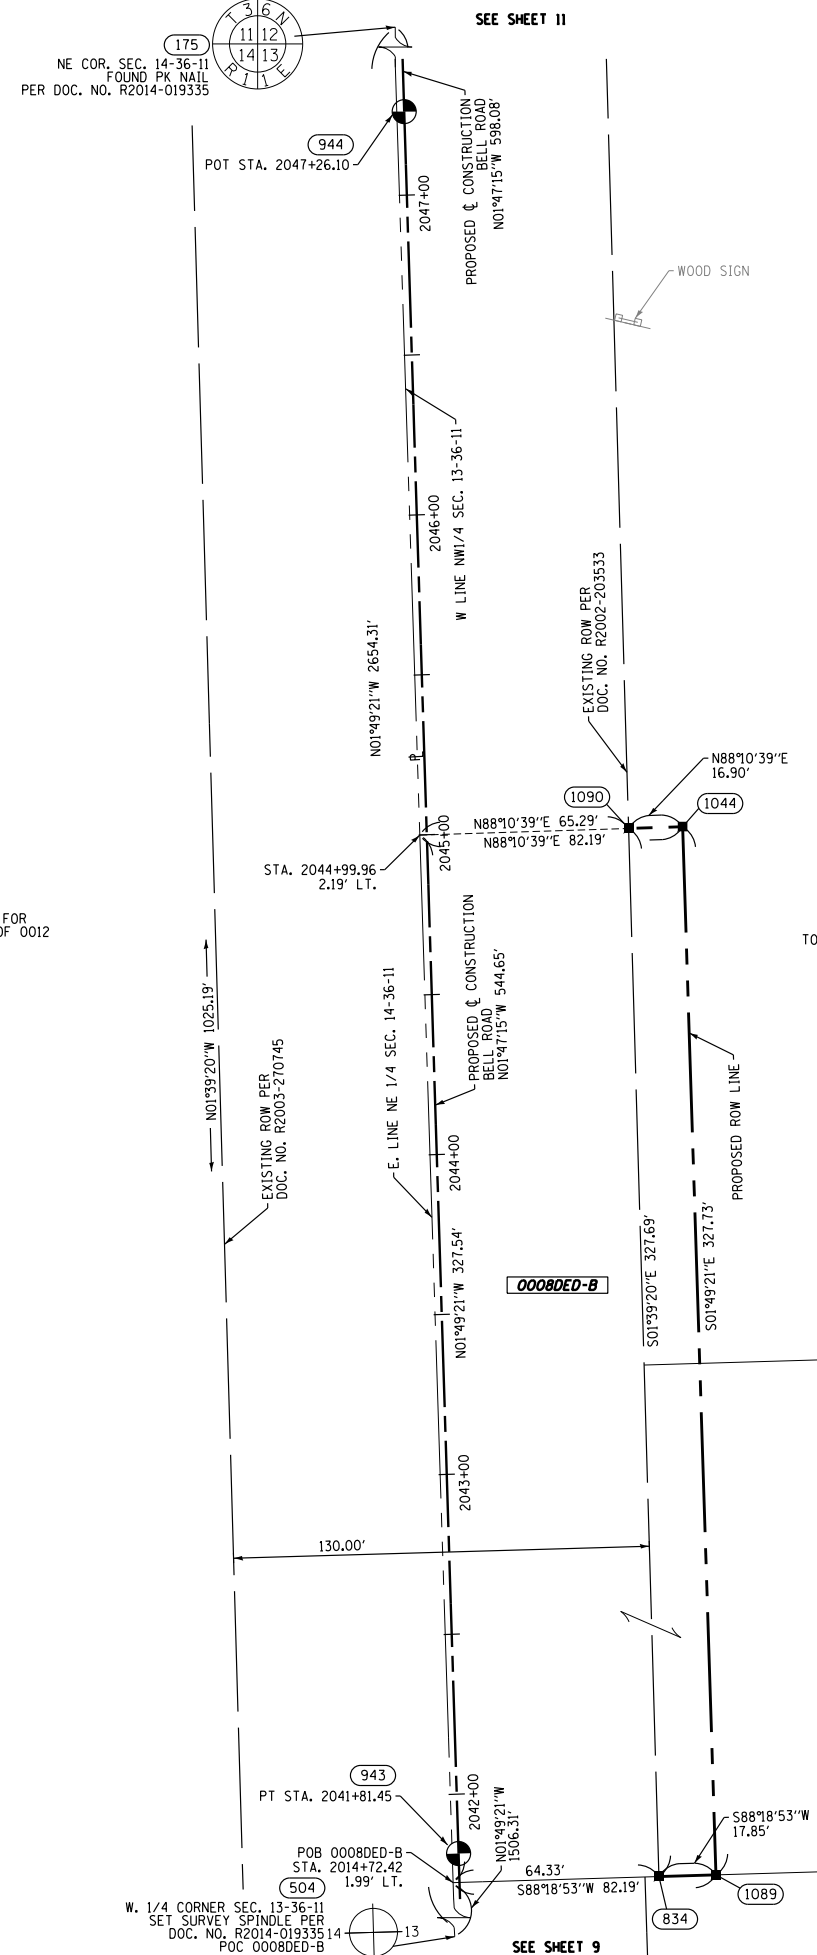 SEE SHEET 11
T 3 6 N
11 12
14 13
R 1 1 E
175
NE COR. SEC. 14-36-11
FOUND PK NAIL
PER DOC. NO. R2014-019335
944
POT STA. 2047+26.10
PROPOSED ℄ CONSTRUCTION
BELL ROAD
N01°47'15"W 598.08'
2047+00
WOOD SIGN
W LINE NW1/4 SEC. 13-36-11
2046+00
EXISTING ROW PER
DOC. NO. R2002-203533
N01°49'21"W 2654.31'
PL
N88°10'39"E
16.90'
1090
1044
N88°10'39"E 65.29'
N88°10'39"E 82.19'
2045+00
STA. 2044+99.96
2.19' LT.
FOR
OF 0012
TO
N01°39'20"W 1025.19'
EXISTING ROW PER
DOC. NO. R2003-270745
E. LINE NE 1/4 SEC. 14-36-11
PROPOSED ℄ CONSTRUCTION
BELL ROAD
N01°47'15"W 544.65'
PROPOSED ROW LINE
2044+00
N01°49'21"W 327.54'
0008DED-B
S01°39'20"E 327.69'
S01°49'21"E 327.73'
2043+00
130.00'
943
PT STA. 2041+81.45
2042+00
N01°49'21"W
1506.31'
S88°18'53"W
17.85'
POB 0008DED-B
STA. 2014+72.42
1.99' LT.
64.33'
S88°18'53"W 82.19'
504
834
1089
W. 1/4 CORNER SEC. 13-36-11
SET SURVEY SPINDLE PER
DOC. NO. R2014-019335
POC 0008DED-B
14 13
SEE SHEET 9